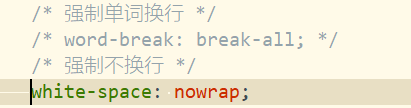 /* 强制单词换行 */
/* word-break: break-all; */
/* 强制不换行 */
white-space: nowrap;